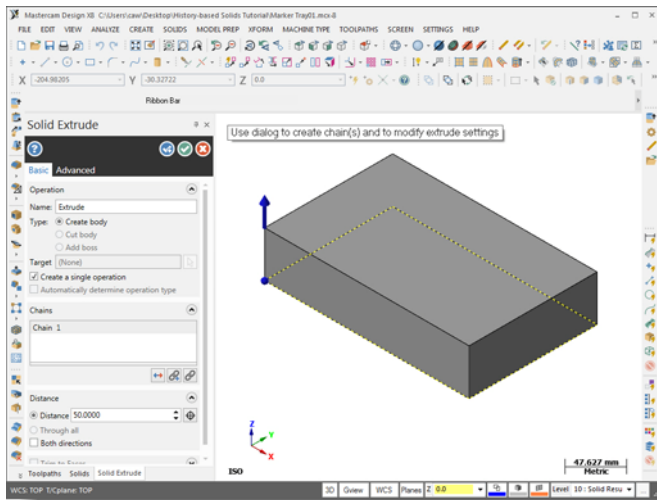 Mastercam Design X8 C:\Users\caw\Desktop\History-based Solids Tutorial\Marker Tray01.mcx-8
FILE EDIT VIEW ANALYZE CREATE SOLIDS MODEL PREP XFORM MACHINE TYPE TOOLPATHS SCREEN SETTINGS HELP
X -204.98205 Y -30.32722 Z 0.0
Ribbon Bar
Solid Extrude
Use dialog to create chain(s) and to modify extrude settings
Basic Advanced
Operation
Name: Extrude
Type: Create body
Cut body
Add boss
Target (None)
Create a single operation
Automatically determine operation type
Chains
Chain 1
Distance
Distance 50.0000
Through all
Both directions
Trim to Faces
Z
Y
X
Toolpaths Solids Solid Extrude
ISO
47.627 mm
Metric
WCS: TOP T/Cplane: TOP
3D Gview WCS Planes Z 0.0 Level 10 : Solid Resu